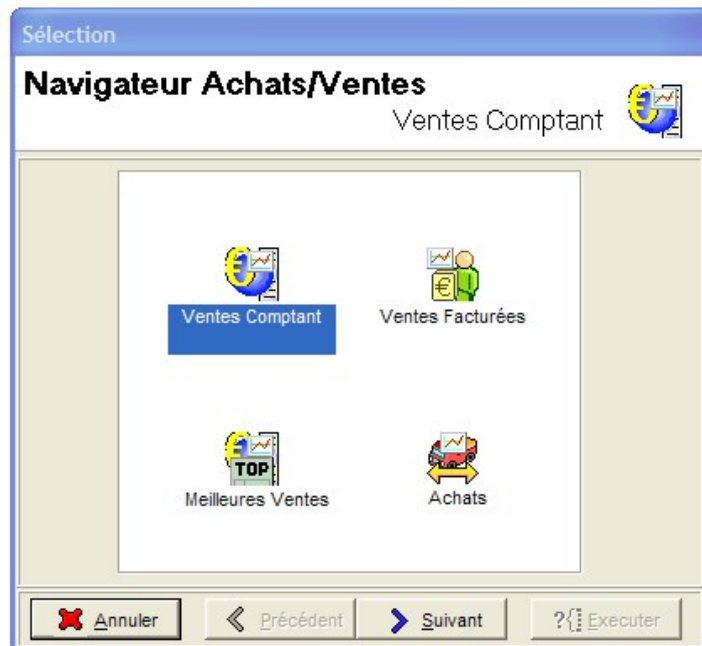 Sélection
Navigateur Achats/Ventes
Ventes Comptant
Ventes Comptant
Ventes Facturées
TOP
Meilleures Ventes
Achats
Annuler
Précédent
Suivant
?{ Executer